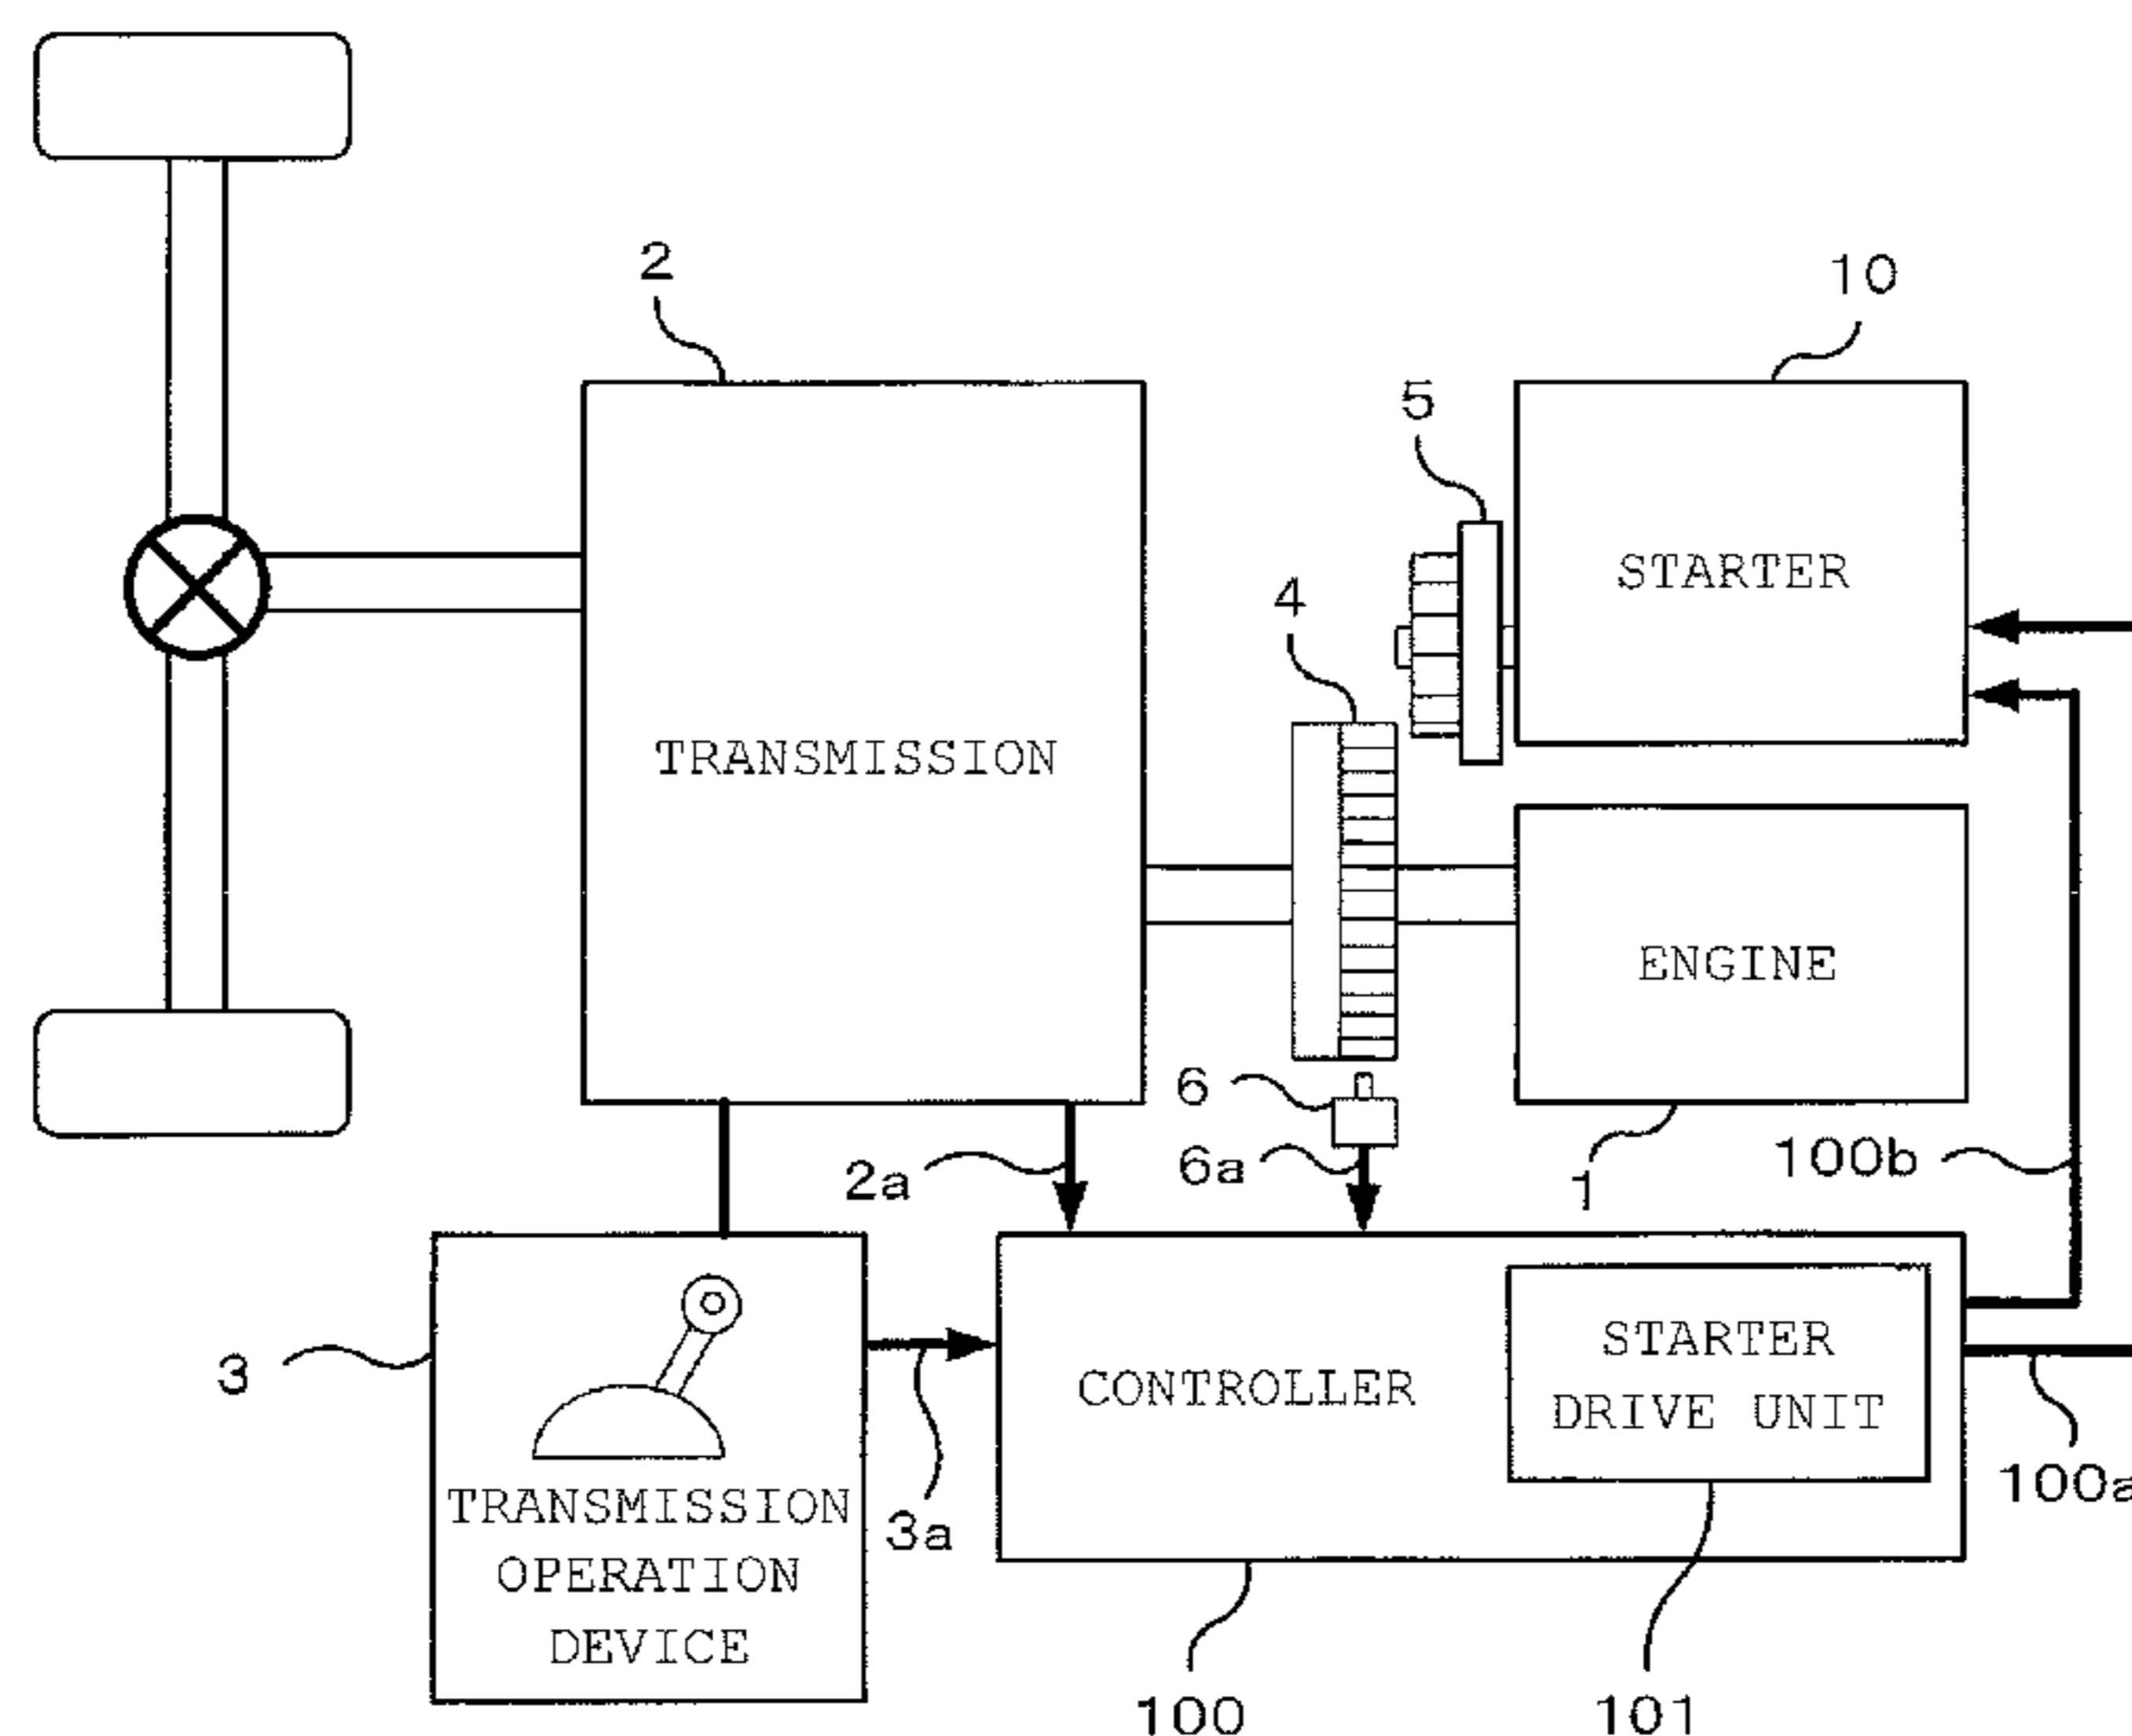 2
10
5
STARTER
4
TRANSMISSION
ENGINE
6
2a
6a
1
100b
3
TRANSMISSION
OPERATION
DEVICE
3a
CONTROLLER
STARTER
DRIVE UNIT
100a
100
101